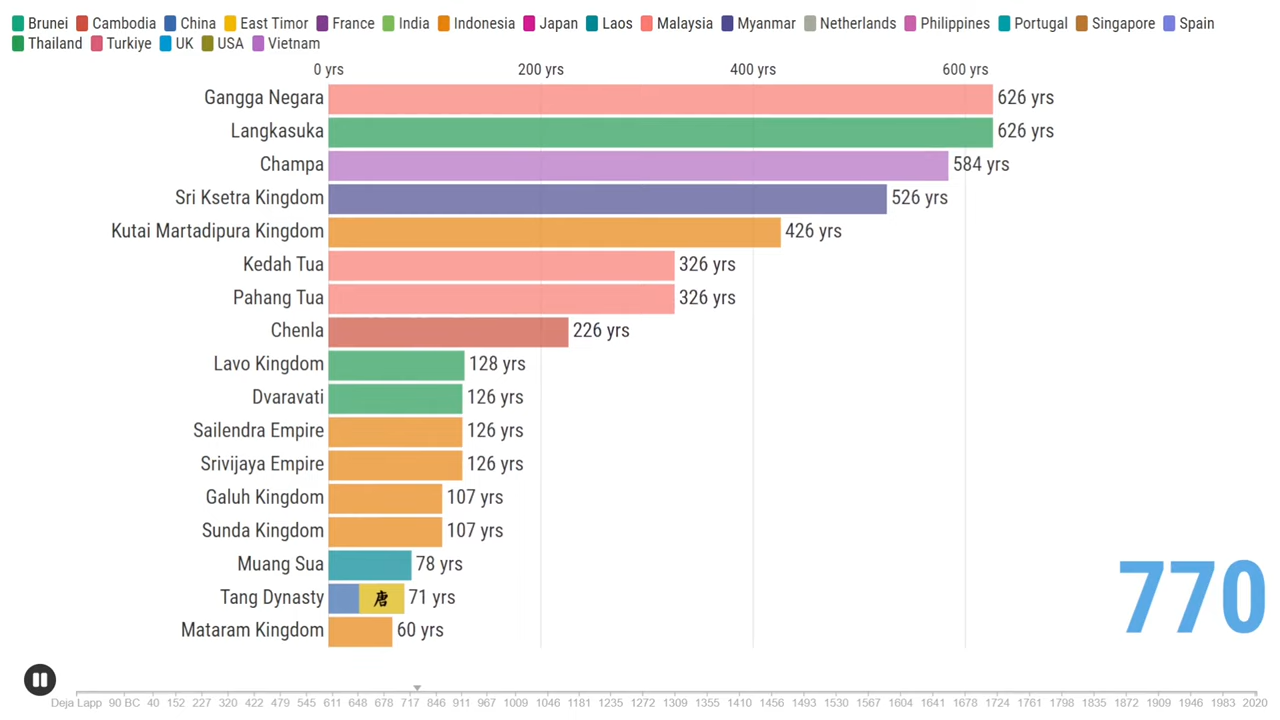 Brunei Cambodia China East Timor France India Indonesia Japan Laos Malaysia Myanmar Netherlands Philippines Portugal Singapore Spain
Thailand Turkiye UK USA Vietnam
0 yrs 200 yrs 400 yrs 600 yrs
Gangga Negara 626 yrs
Langkasuka 626 yrs
Champa 584 yrs
Sri Ksetra Kingdom 526 yrs
Kutai Martadipura Kingdom 426 yrs
Kedah Tua 326 yrs
Pahang Tua 326 yrs
Chenla 226 yrs
Lavo Kingdom 128 yrs
Dvaravati 126 yrs
Sailendra Empire 126 yrs
Srivijaya Empire 126 yrs
Galuh Kingdom 107 yrs
Sunda Kingdom 107 yrs
Muang Sua 78 yrs
Tang Dynasty 唐 71 yrs
Mataram Kingdom 60 yrs
770
Deja Lapp 90 BC 40 152 227 320 422 479 545 611 648 678 717 846 911 967 1009 1046 1181 1235 1309 1355 1410 1456 1493 1530 1567 1604 1641 1678 1724 1761 1798 1835 1872 1909 1946 1983 2020